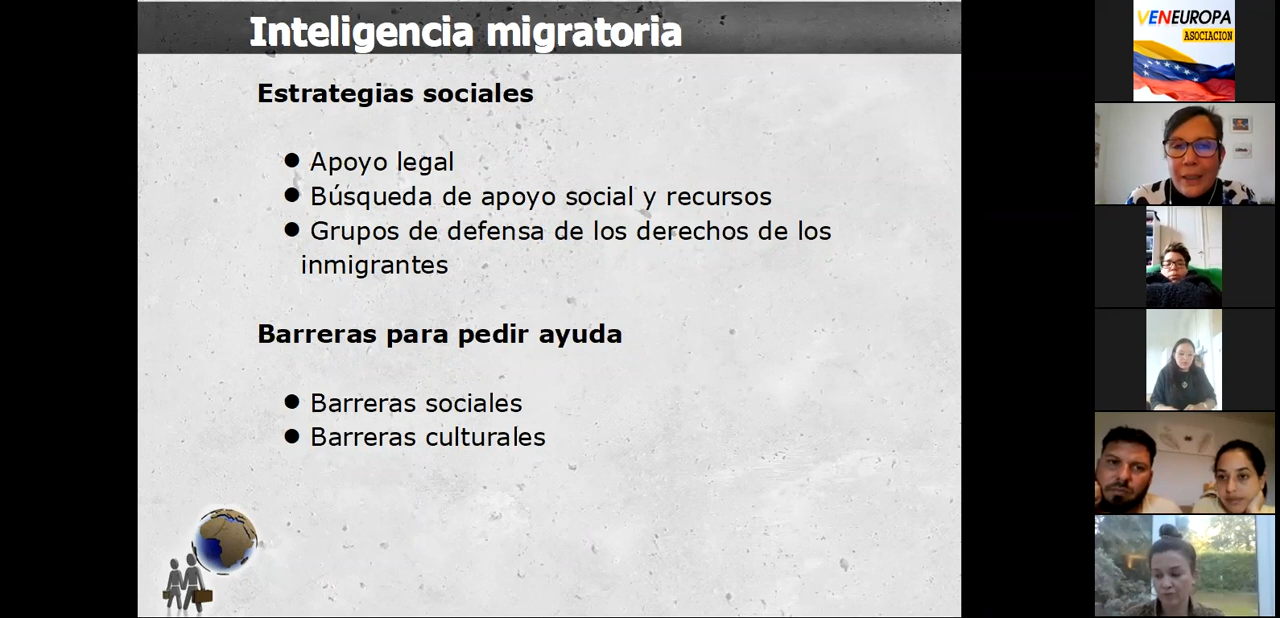 Inteligencia migratoria
Estrategias sociales
● Apoyo legal
● Búsqueda de apoyo social y recursos
● Grupos de defensa de los derechos de los
inmigrantes
Barreras para pedir ayuda
● Barreras sociales
● Barreras culturales
VENEUROPA
ASOCIACION